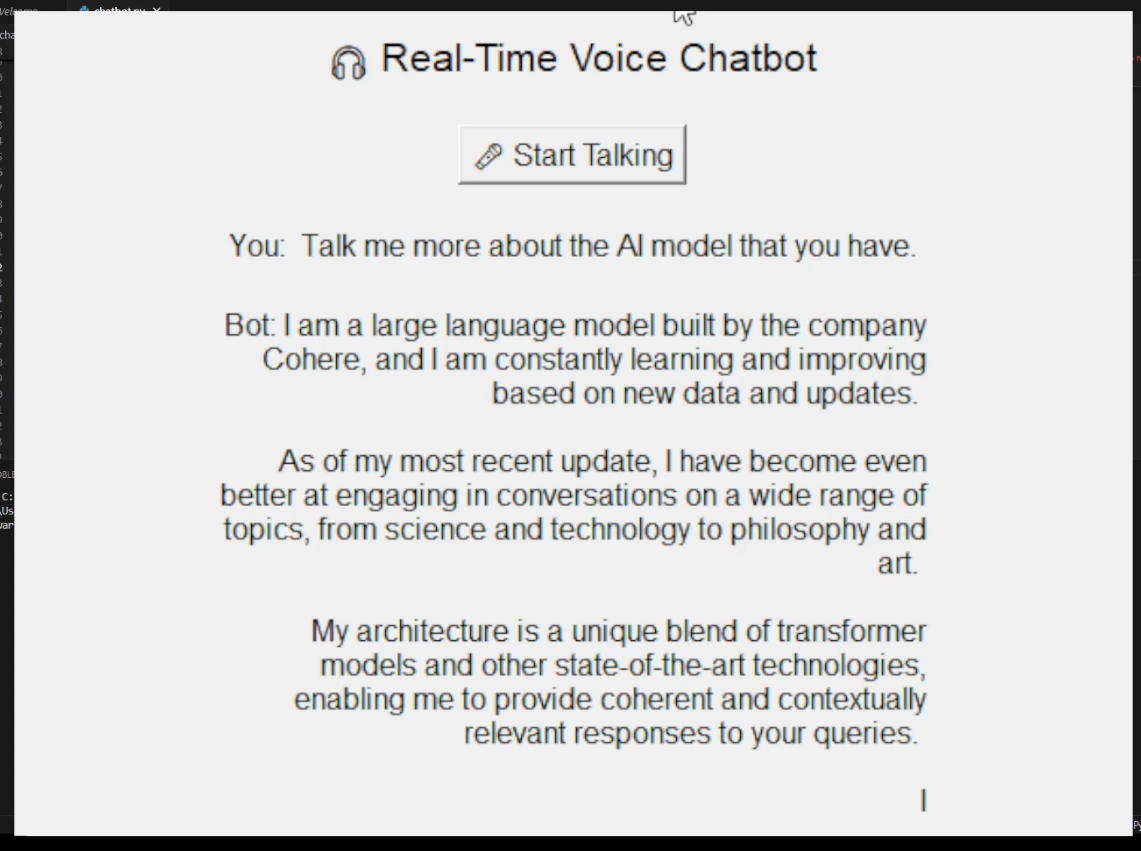 chatbot.py
Real-Time Voice Chatbot
Start Talking
You: Talk me more about the AI model that you have.
Bot: I am a large language model built by the company
Cohere, and I am constantly learning and improving
based on new data and updates.
As of my most recent update, I have become even
better at engaging in conversations on a wide range of
topics, from science and technology to philosophy and
art.
My architecture is a unique blend of transformer
models and other state-of-the-art technologies,
enabling me to provide coherent and contextually
relevant responses to your queries.
I